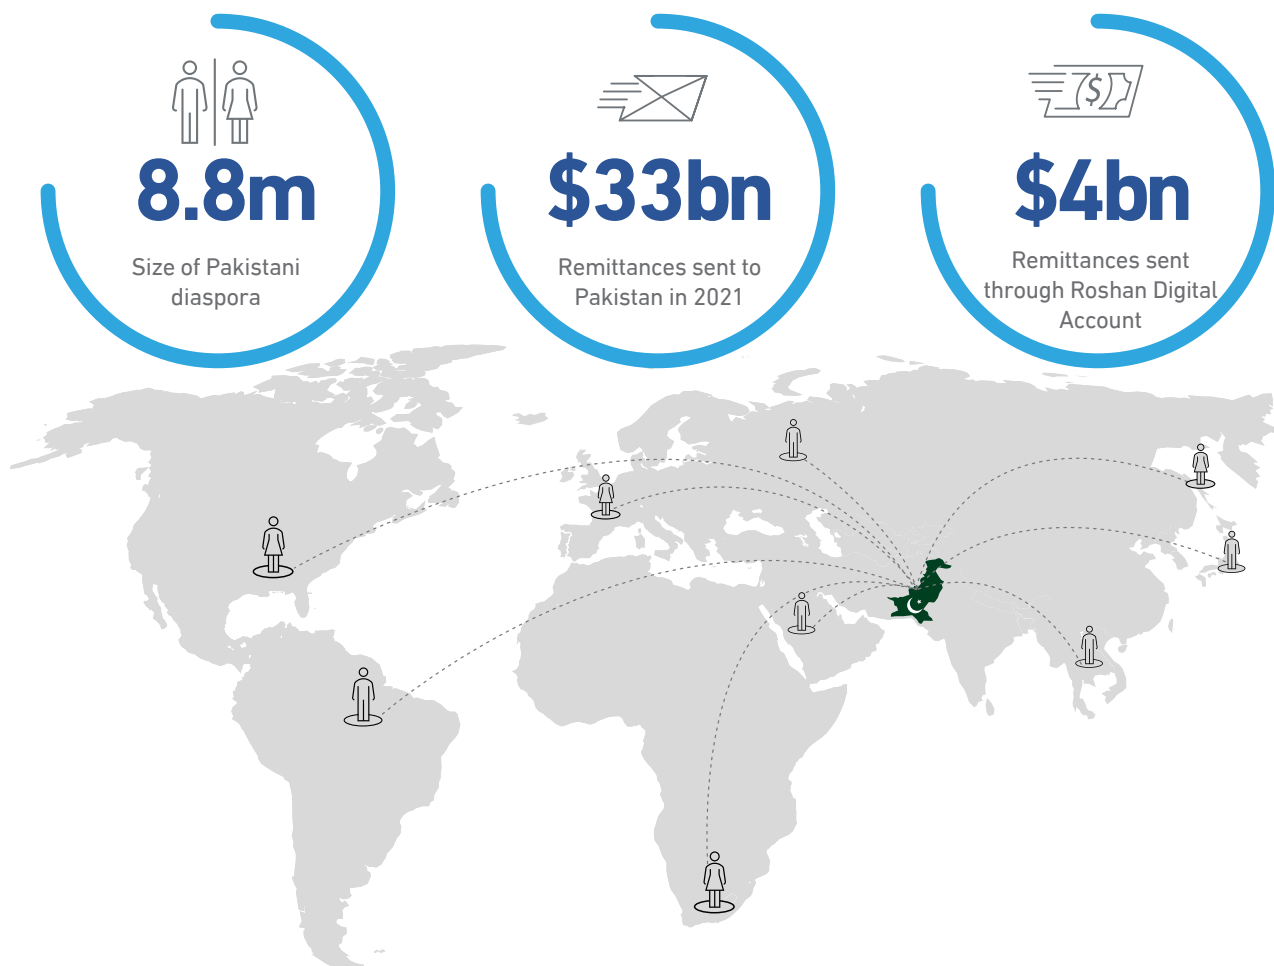 8.8m
Size of Pakistani
diaspora
$33bn
Remittances sent to
Pakistan in 2021
$
$4bn
Remittances sent
through Roshan Digital
Account